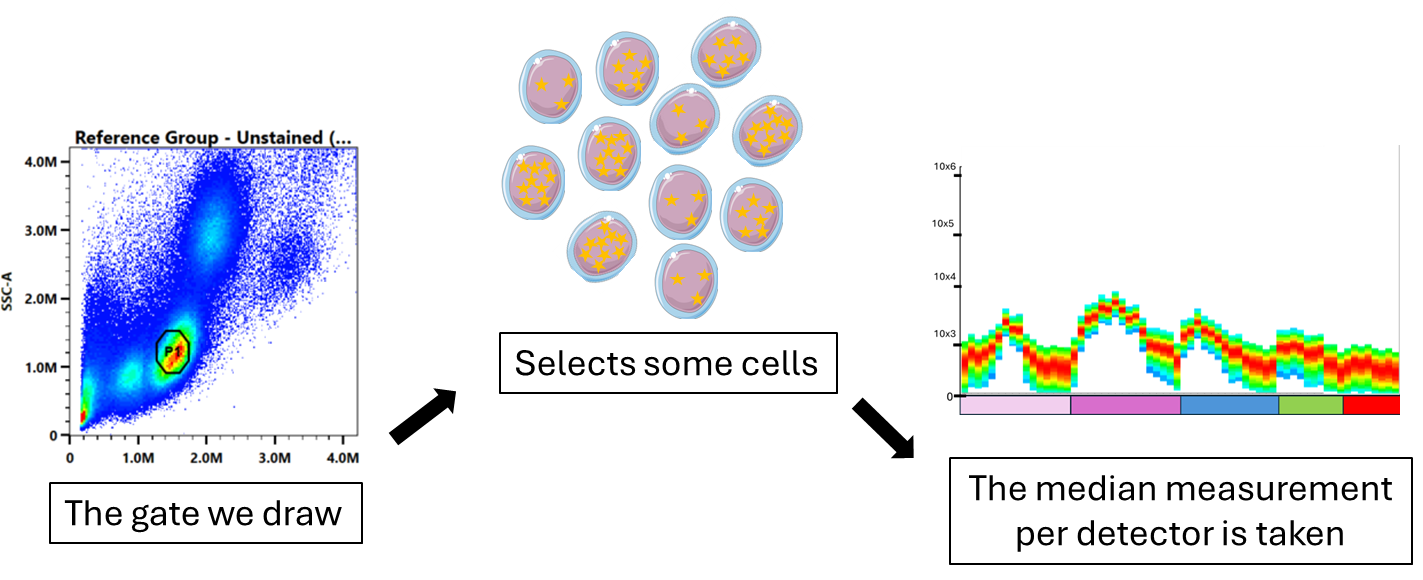 Reference Group - Unstained (...
4.0M
3.0M
2.0M
1.0M
0
SSC-A
P1
0 1.0M 2.0M 3.0M 4.0M
The gate we draw
Selects some cells
10x6
10x5
10x4
10x3
0
The median measurement
per detector is taken